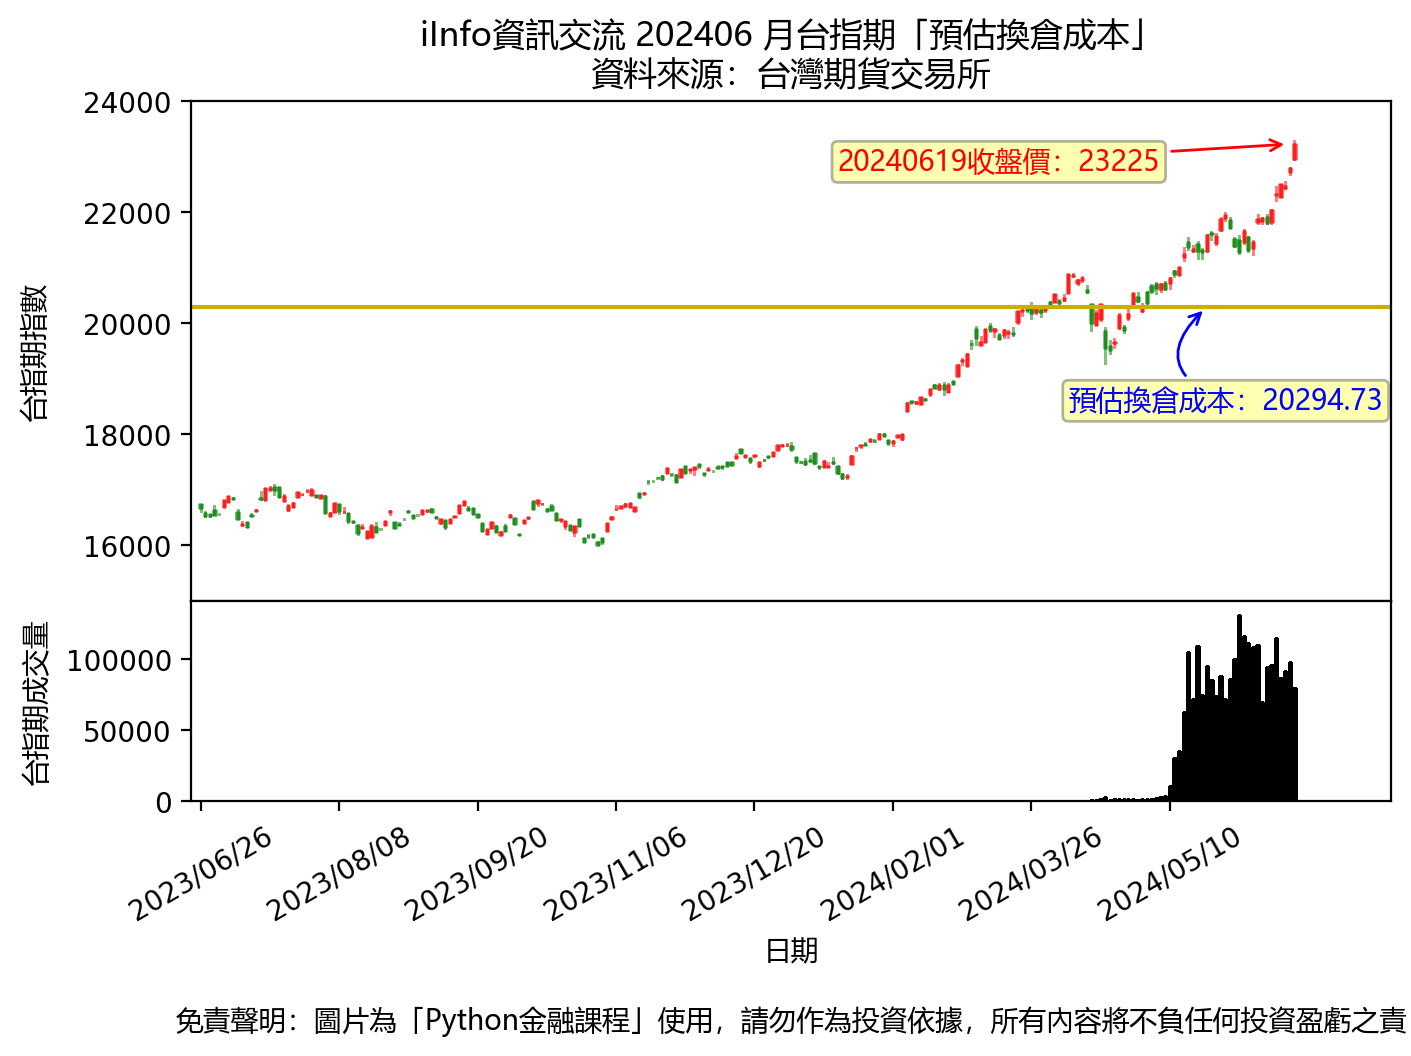 iInfo資訊交流 202406 月台指期「預估換倉成本」
資料來源：台灣期貨交易所
24000
22000
20000
18000
16000
台指期指數
20240619收盤價：23225
預估換倉成本：20294.73
100000
50000
0
台指期成交量
2023/06/26
2023/08/08
2023/09/20
2023/11/06
2023/12/20
2024/02/01
2024/03/26
2024/05/10
日期
免責聲明：圖片為「Python金融課程」使用，請勿作為投資依據，所有內容將不負任何投資盈虧之責